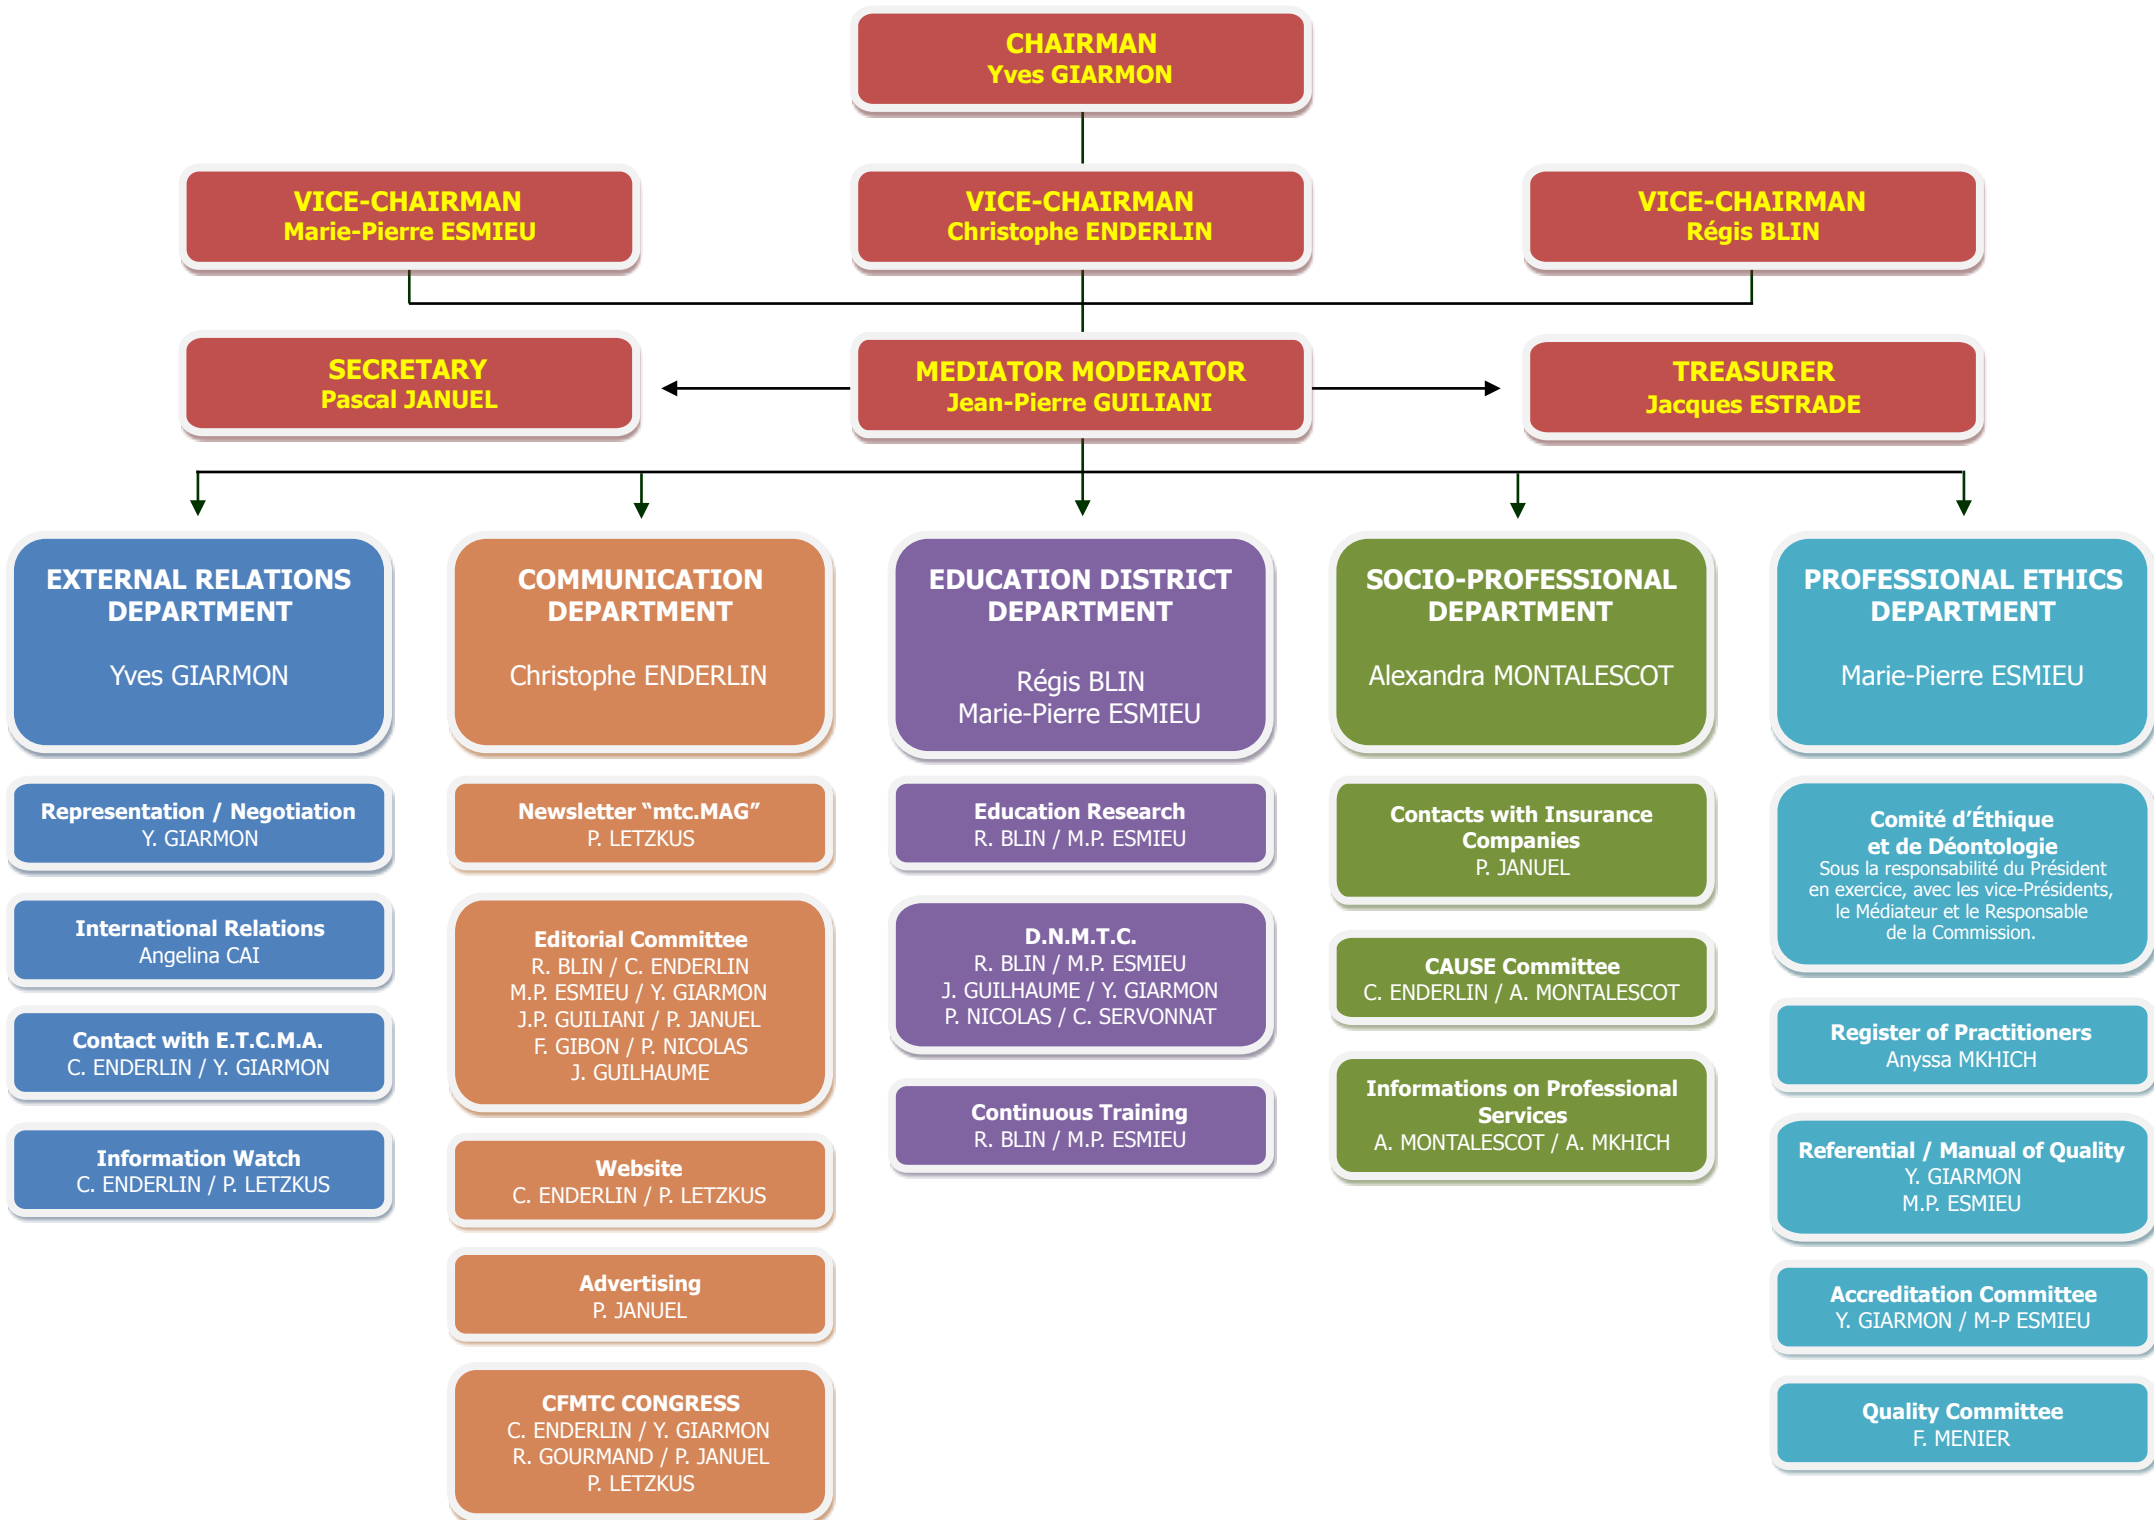 CHAIRMAN
Yves GIARMON
VICE-CHAIRMAN
Marie-Pierre ESMIEU
VICE-CHAIRMAN
Christophe ENDERLIN
VICE-CHAIRMAN
Régis BLIN
SECRETARY
Pascal JANUEL
MEDIATOR MODERATOR
Jean-Pierre GUILIANI
TREASURER
Jacques ESTRADE
EXTERNAL RELATIONS
DEPARTMENT
Yves GIARMON
Representation / Negotiation
Y. GIARMON
International Relations
Angelina CAI
Contact with E.T.C.M.A.
C. ENDERLIN / Y. GIARMON
Information Watch
C. ENDERLIN / P. LETZKUS
COMMUNICATION
DEPARTMENT
Christophe ENDERLIN
Newsletter “mtc.MAG”
P. LETZKUS
Editorial Committee
R. BLIN / C. ENDERLIN
M.P. ESMIEU / Y. GIARMON
J.P. GUILIANI / P. JANUEL
F. GIBON / P. NICOLAS
J. GUILHAUME
Website
C. ENDERLIN / P. LETZKUS
Advertising
P. JANUEL
CFMTC CONGRESS
C. ENDERLIN / Y. GIARMON
R. GOURMAND / P. JANUEL
P. LETZKUS
EDUCATION DISTRICT
DEPARTMENT
Régis BLIN
Marie-Pierre ESMIEU
Education Research
R. BLIN / M.P. ESMIEU
D.N.M.T.C.
R. BLIN / M.P. ESMIEU
J. GUILHAUME / Y. GIARMON
P. NICOLAS / C. SERVONNAT
Continuous Training
R. BLIN / M.P. ESMIEU
SOCIO-PROFESSIONAL
DEPARTMENT
Alexandra MONTALESCOT
Contacts with Insurance
Companies
P. JANUEL
CAUSE Committee
C. ENDERLIN / A. MONTALESCOT
Informations on Professional
Services
A. MONTALESCOT / A. MKHICH
PROFESSIONAL ETHICS
DEPARTMENT
Marie-Pierre ESMIEU
Comité d’Éthique
et de Déontologie
Sous la responsabilité du Président
en exercice, avec les vice-Présidents,
le Médiateur et le Responsable
de la Commission.
Register of Practitioners
Anyssa MKHICH
Referential / Manual of Quality
Y. GIARMON
M.P. ESMIEU
Accreditation Committee
Y. GIARMON / M-P ESMIEU
Quality Committee
F. MENIER